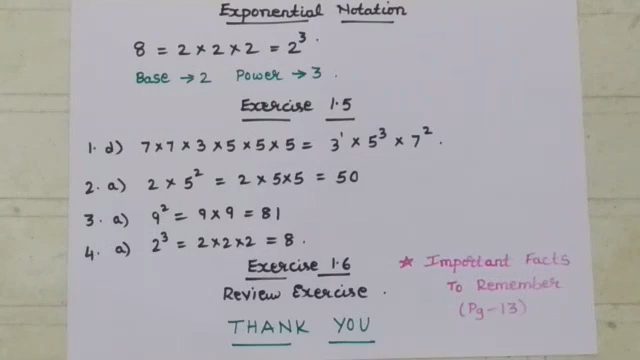 Exponential Notation
8 = 2 × 2 × 2 = 2³.
Base → 2 Power → 3.
Exercise 1.5
1. d) 7 × 7 × 3 × 5 × 5 × 5 = 3¹ × 5³ × 7².
2. a) 2 × 5² = 2 × 5 × 5 = 50
3. a) 9² = 9 × 9 = 81
4. a) 2³ = 2 × 2 × 2 = 8.
Exercise 1.6
Review Exercise.
* Important Facts
To Remember
(Pg-13)
THANK YOU